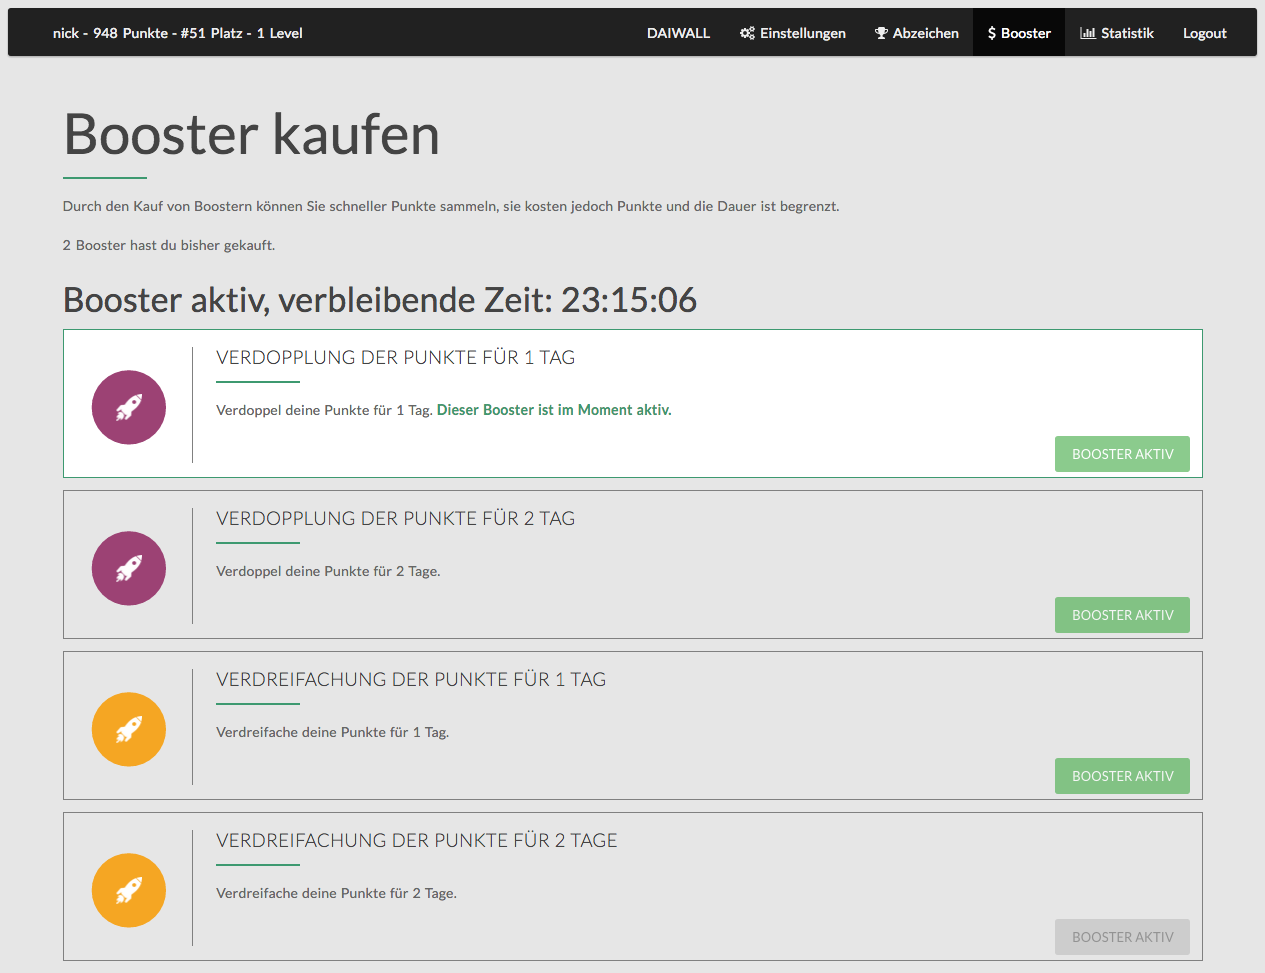 nick - 948 Punkte - #51 Platz - 1 Level
DAIWALL
Einstellungen
Abzeichen
$ Booster
Statistik
Logout
Booster kaufen
Durch den Kauf von Boostern können Sie schneller Punkte sammeln, sie kosten jedoch Punkte und die Dauer ist begrenzt.
2 Booster hast du bisher gekauft.
Booster aktiv, verbleibende Zeit: 23:15:06
VERDOPPLUNG DER PUNKTE FÜR 1 TAG
Verdoppel deine Punkte für 1 Tag. Dieser Booster ist im Moment aktiv.
BOOSTER AKTIV
VERDOPPLUNG DER PUNKTE FÜR 2 TAG
Verdoppel deine Punkte für 2 Tage.
BOOSTER AKTIV
VERDREIFACHUNG DER PUNKTE FÜR 1 TAG
Verdreifache deine Punkte für 1 Tag.
BOOSTER AKTIV
VERDREIFACHUNG DER PUNKTE FÜR 2 TAGE
Verdreifache deine Punkte für 2 Tage.
BOOSTER AKTIV